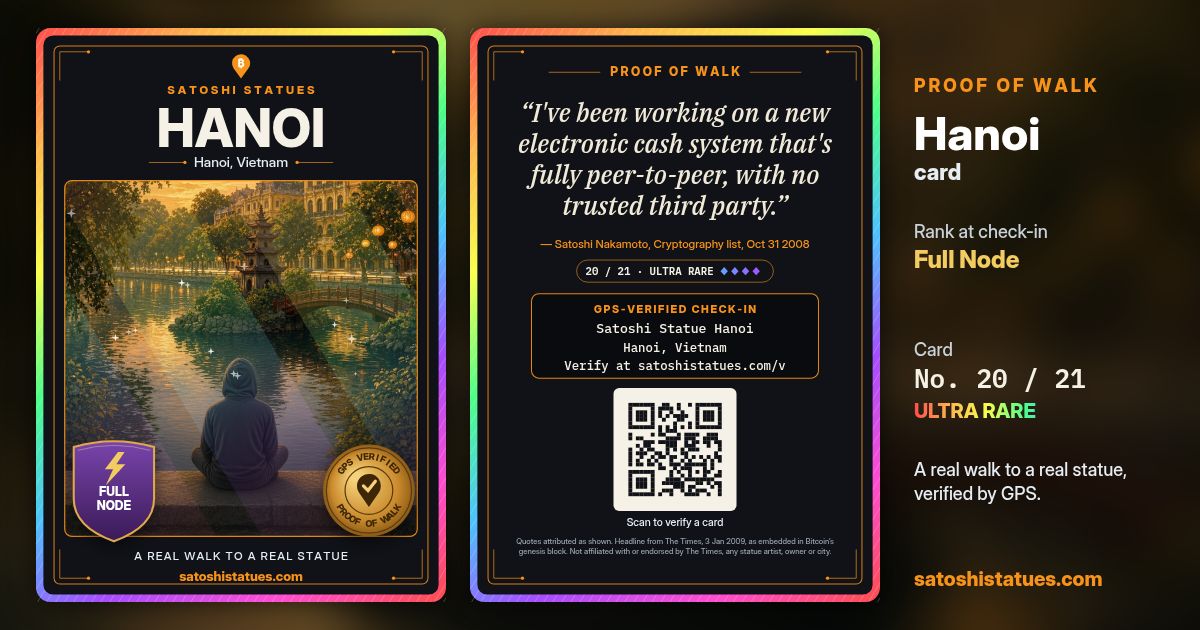 SATOSHI STATUES
HANOI
Hanoi, Vietnam
FULL
NODE
GPS VERIFIED
PROOF OF WALK
A REAL WALK TO A REAL STATUE
satoshistatues.com
PROOF OF WALK
“I've been working on a new
electronic cash system that's
fully peer-to-peer, with no
trusted third party.”
— Satoshi Nakamoto, Cryptography list, Oct 31 2008
20 / 21 · ULTRA RARE
GPS-VERIFIED CHECK-IN
Satoshi Statue Hanoi
Hanoi, Vietnam
Verify at satoshistatues.com/v
Scan to verify a card
Quotes attributed as shown. Headline from The Times, 3 Jan 2009, as embedded in Bitcoin's
genesis block. Not affiliated with or endorsed by The Times, any statue artist, owner or city.
PROOF OF WALK
Hanoi
card
Rank at check-in
Full Node
Card
No. 20 / 21
ULTRA RARE
A real walk to a real statue,
verified by GPS.
satoshistatues.com